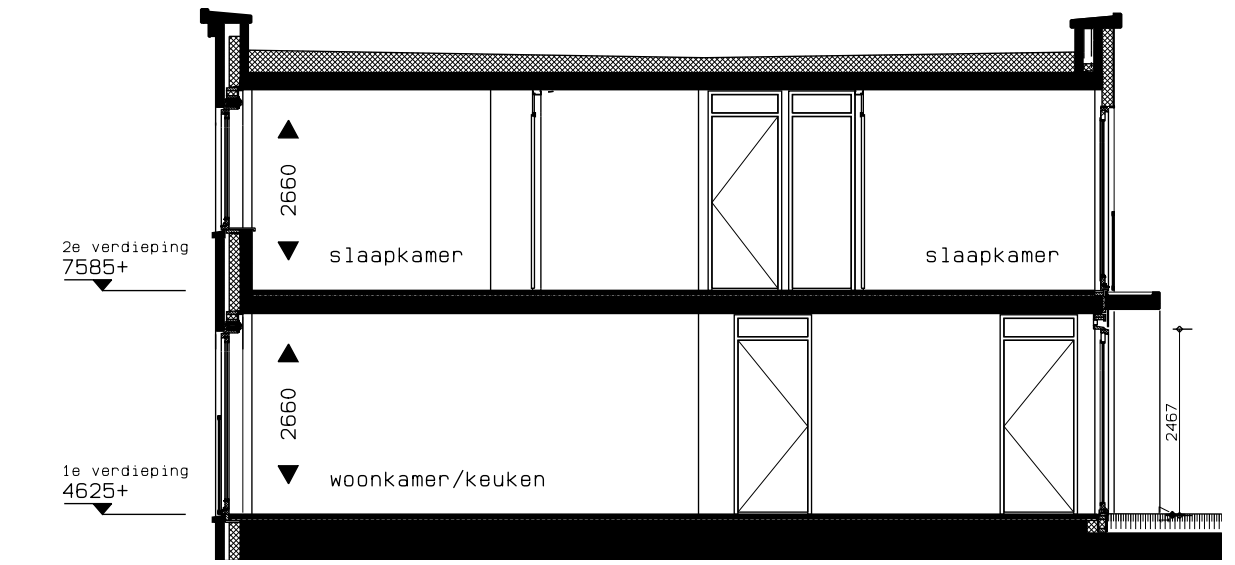 2660
2e verdieping
7585+
slaapkamer
slaapkamer
2660
2467
1e verdieping
4625+
woonkamer/keuken